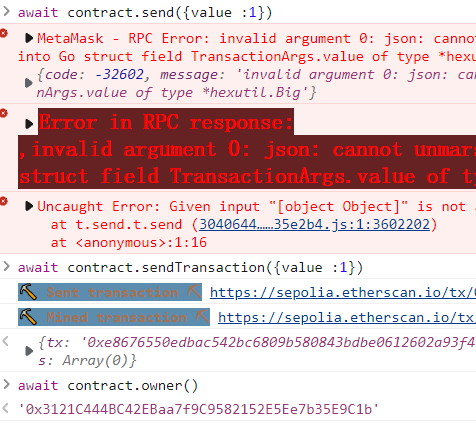 await contract.send({value :1})
MetaMask - RPC Error: invalid argument 0: json: cannot
into Go struct field TransactionArgs.value of type *hexut
{code: -32602, message: 'invalid argument 0: json: ca
nArgs.value of type *hexutil.Big'}
Error in RPC response:
,invalid argument 0: json: cannot unmar
struct field TransactionArgs.value of ty
Uncaught Error: Given input "[object Object]" is not
at t.send.t.send (3040644……35e2b4.js:1:3602202)
at <anonymous>:1:16
await contract.sendTransaction({value :1})
Sent transaction https://sepolia.etherscan.io/tx/
Mined transaction https://sepolia.etherscan.io/tx
{tx: '0xe8676550edbac542bc6809b580843bdbe0612602a93f4
s: Array(0)}
await contract.owner()
'0x3121C444BC42EBaa7f9C9582152E5Ee7b35E9C1b'